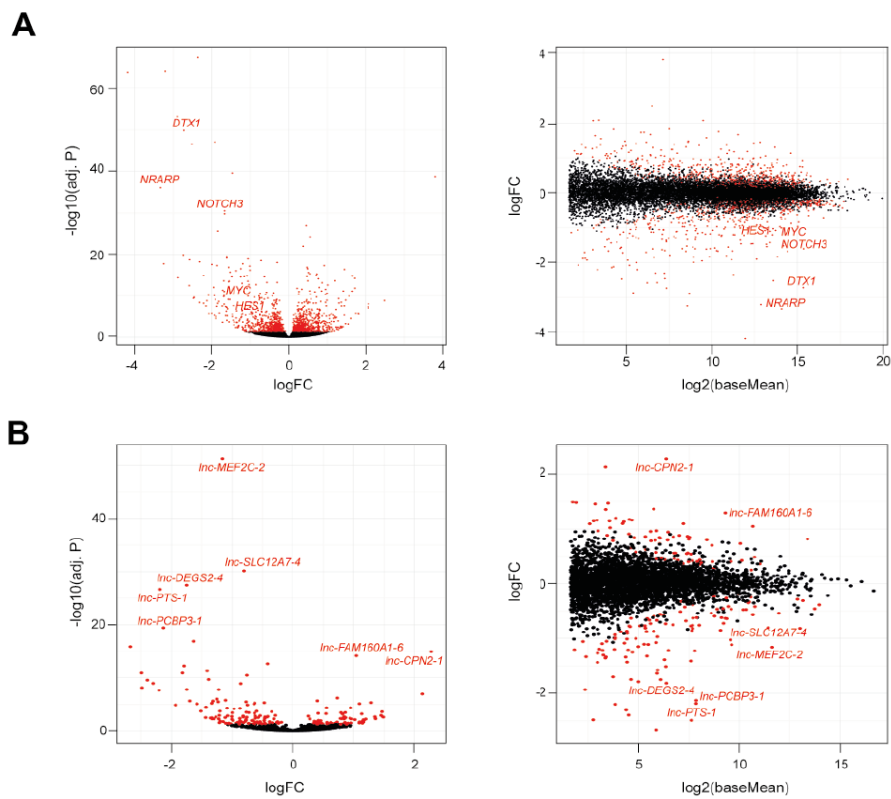 A
60
40
20
0
-log10(adj. P)
DTX1
NRARP
NOTCH3
MYC
HES1
-4
-2
0
2
4
logFC
4
2
0
-2
-4
logFC
HES1
MYC
NOTCH3
DTX1
NRARP
5
10
15
20
log2(baseMean)
B
40
20
0
-log10(adj. P)
lnc-MEF2C-2
lnc-SLC12A7-4
lnc-DEGS2-4
lnc-PTS-1
lnc-PCBP3-1
lnc-FAM160A1-6
lnc-CPN2-1
-2
0
2
logFC
2
0
-2
logFC
lnc-CPN2-1
lnc-FAM160A1-6
lnc-SLC12A7-4
lnc-MEF2C-2
lnc-DEGS2-4
lnc-PCBP3-1
lnc-PTS-1
5
10
15
log2(baseMean)